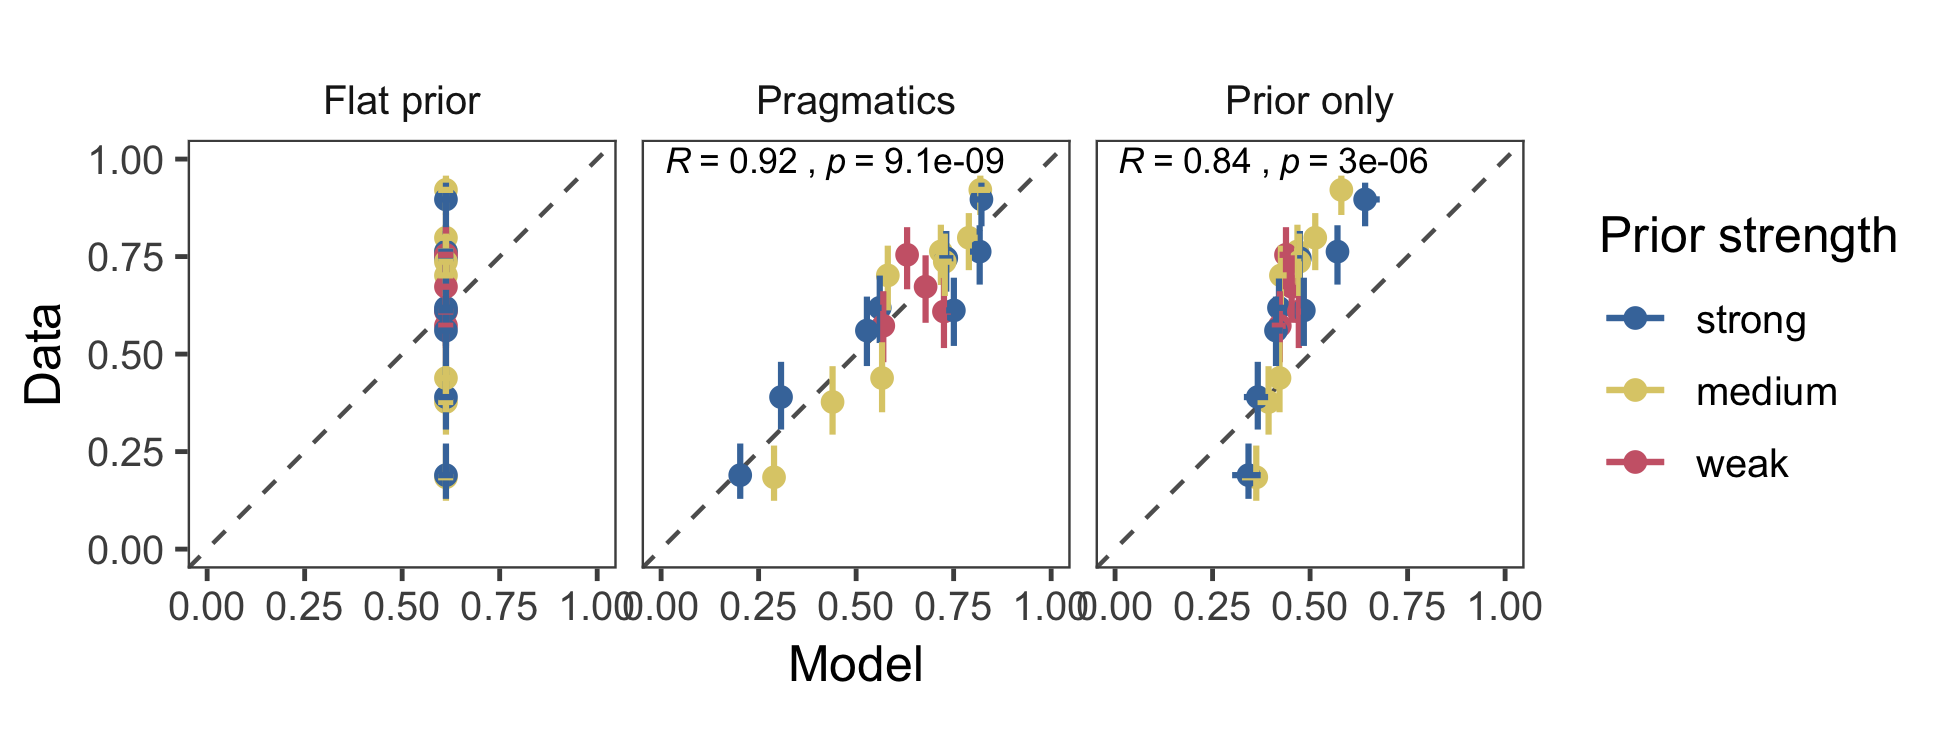 Flat prior Pragmatics Prior only
R = 0.92 , p = 9.1e-09 R = 0.84 , p = 3e-06
1.00
0.75
0.50
0.25
0.00
Data
0.00 0.25 0.50 0.75 1.00 0.00 0.25 0.50 0.75 1.00 0.00 0.25 0.50 0.75 1.00
Model
Prior strength
strong
medium
weak